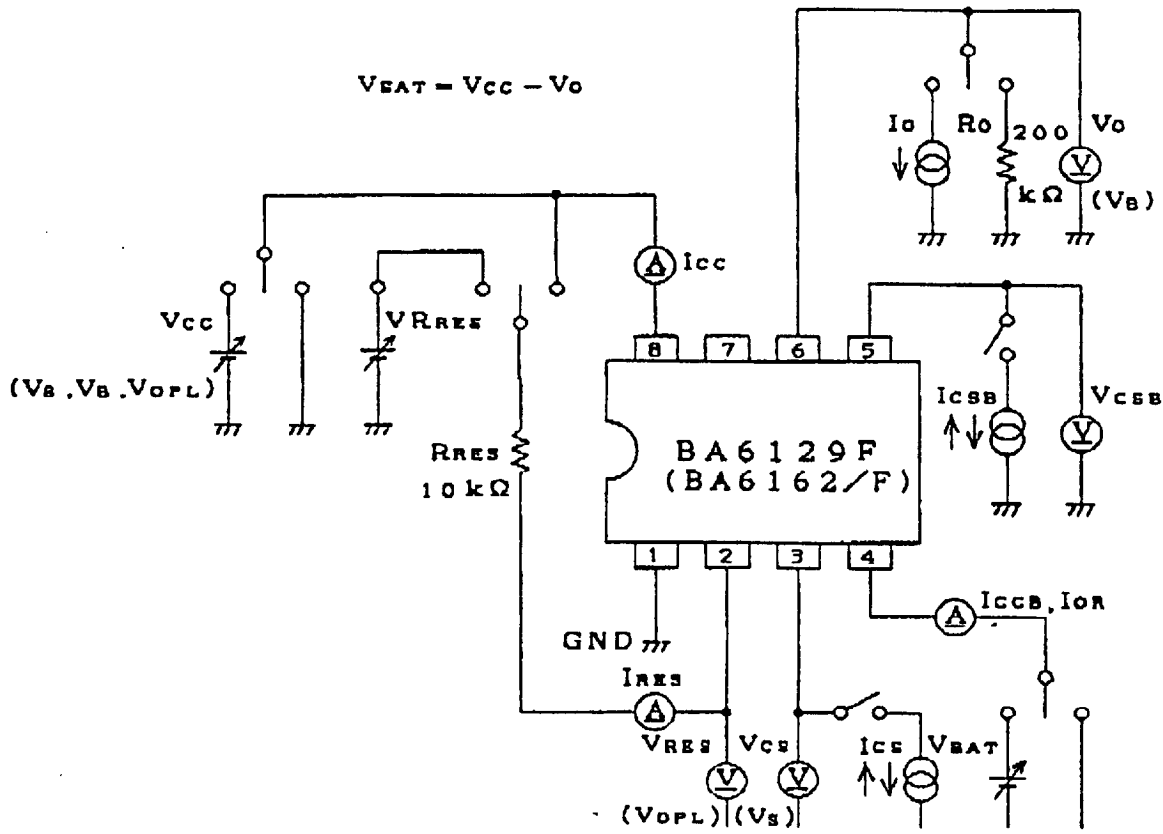 VSAT = VCC - VO
IO
RO
200
kΩ
VO
(VB)
ICC
VCC
(VS, VB, VOPL)
VRRES
RRES
10kΩ
8
7
6
5
BA6129F
(BA6162/F)
1
2
3
4
ICSB
VCSB
GND
ICCB, IOR
IRES
VRES
VCS
ICS
VBAT
(VOPL)
(VS)
A
A
A
V
V
V
V